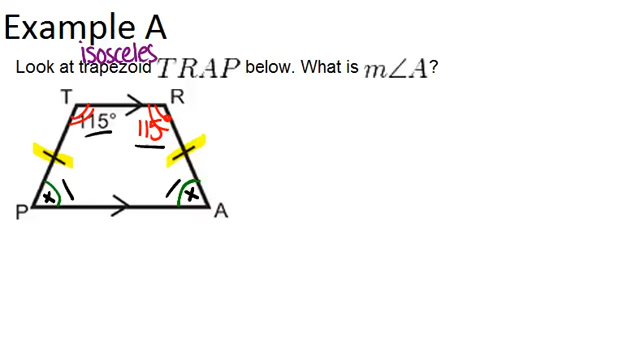 Example A
isosceles
Look at trapezoid TRAP below. What is m∠A?
T R
115° 115
x x
P A